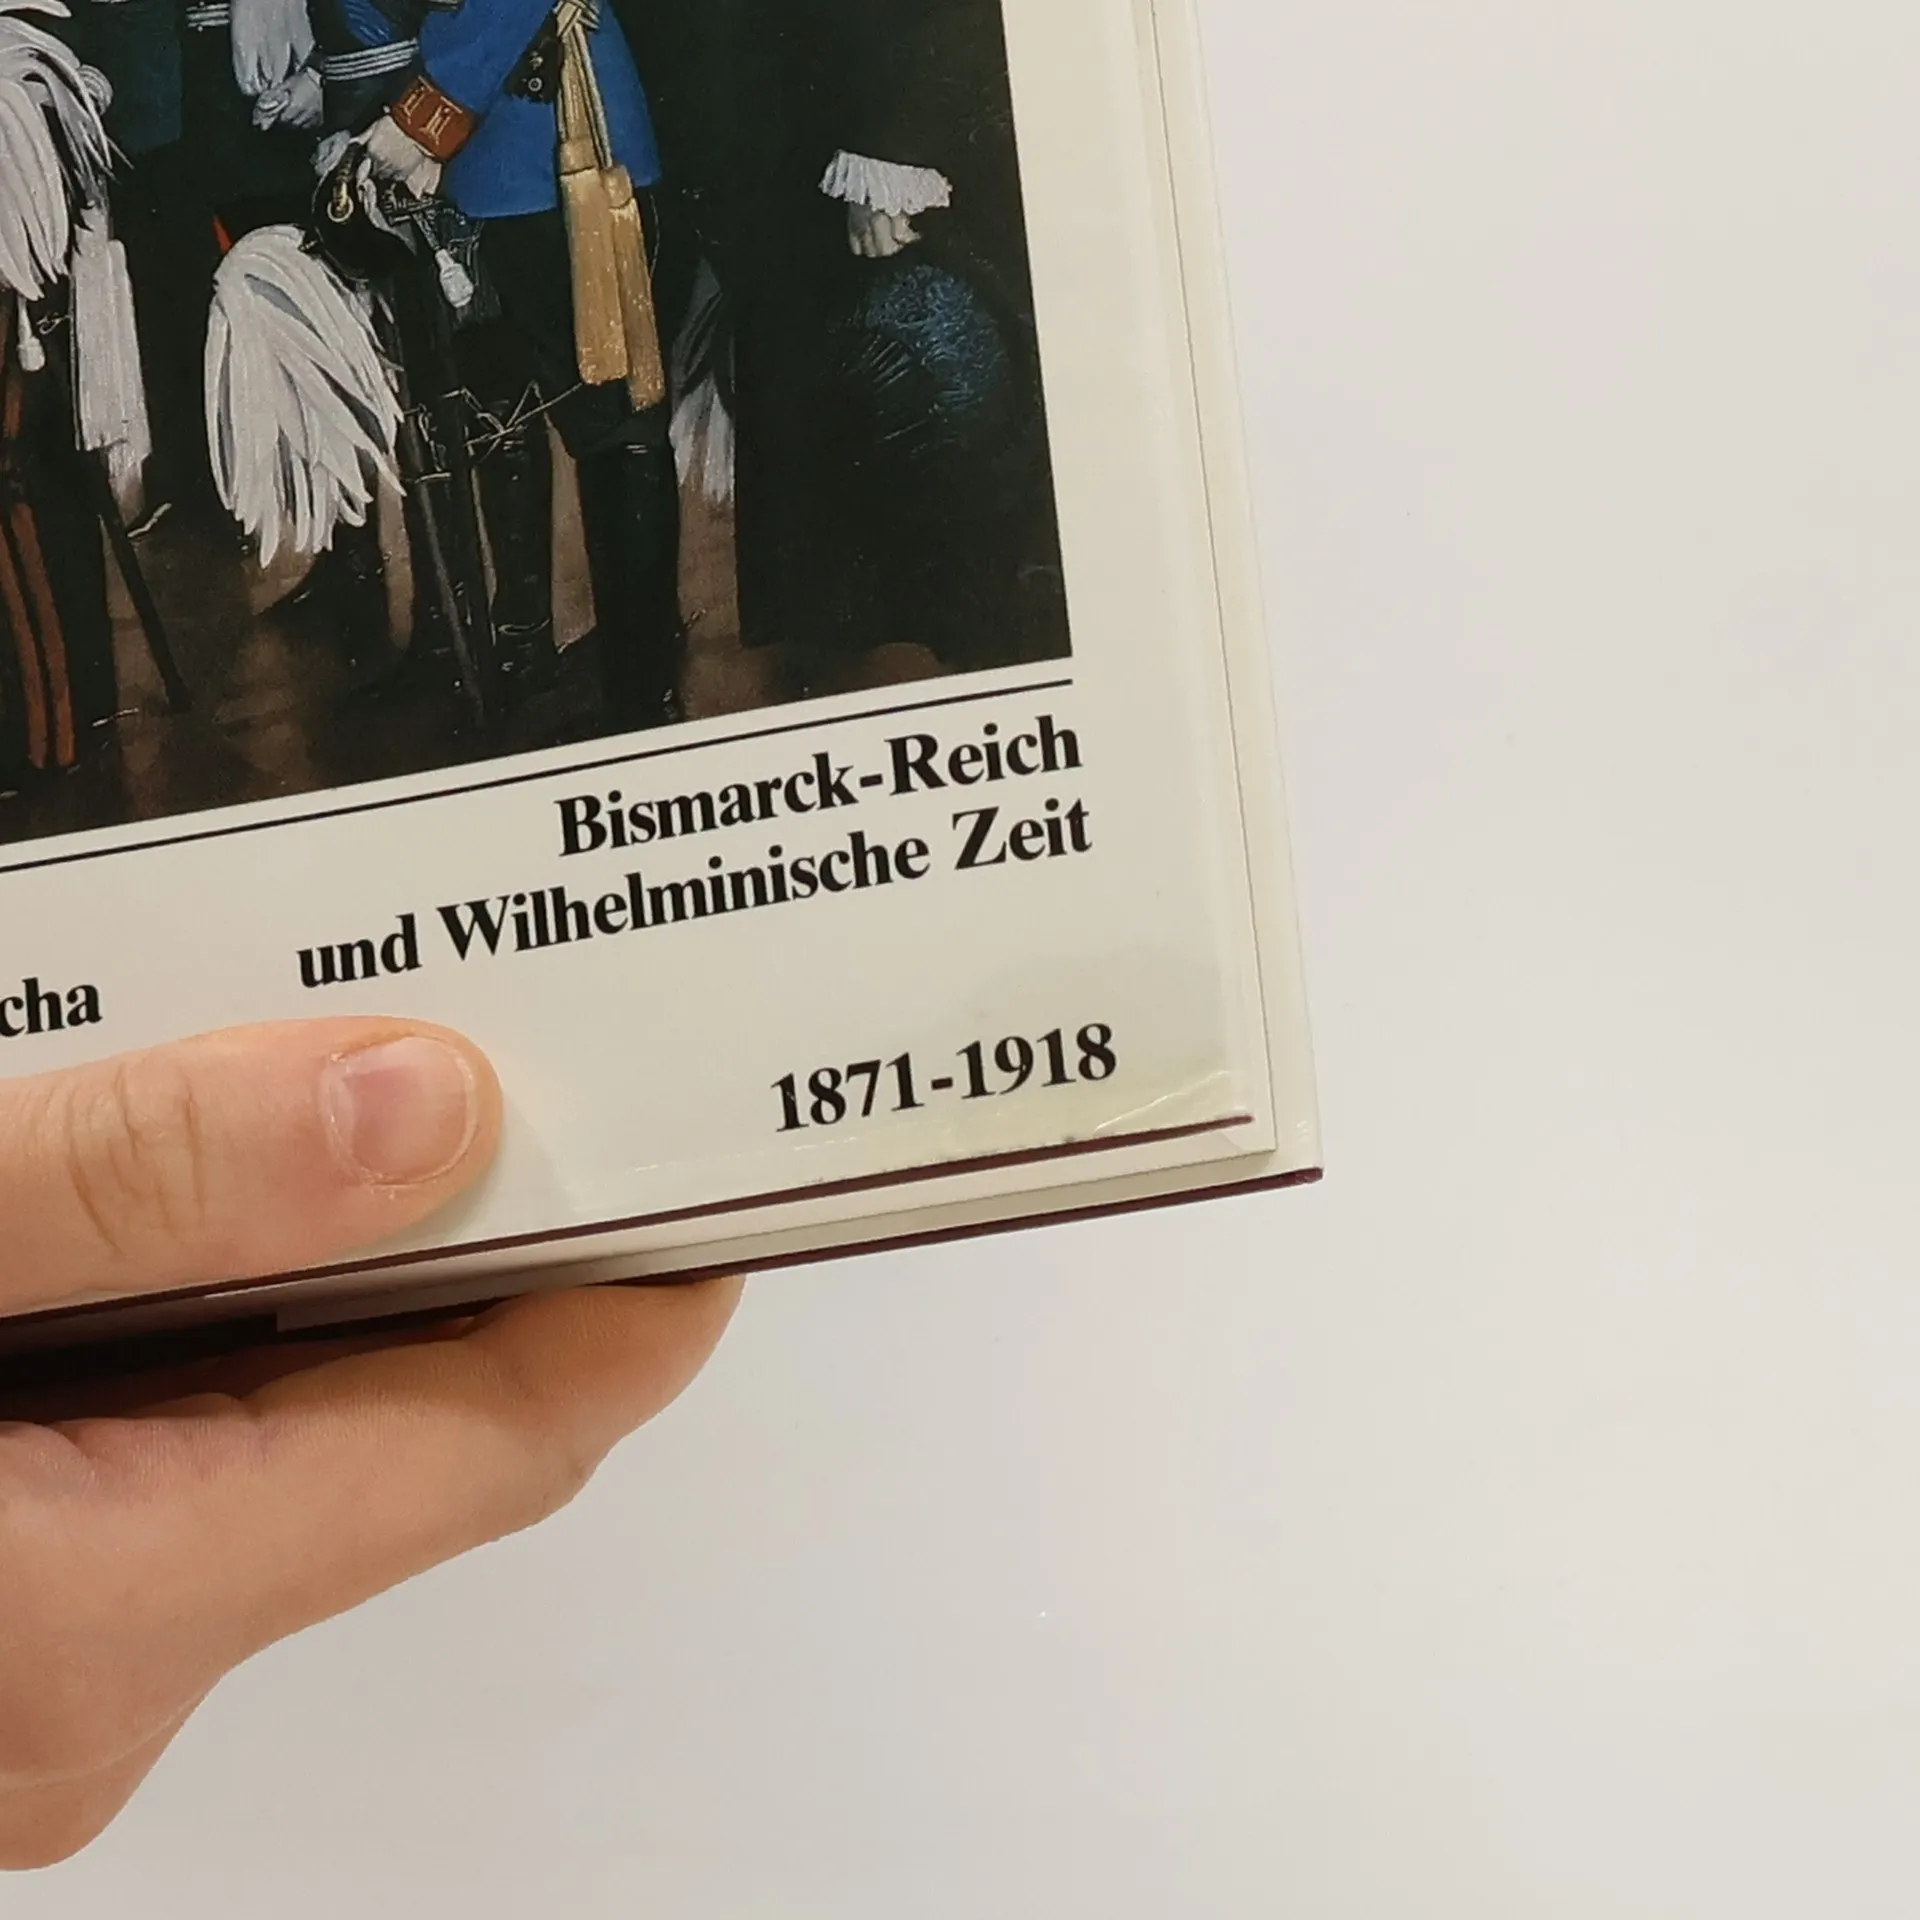 Bismarck-Reich
und Wilhelminische Zeit
cha
1871-1918